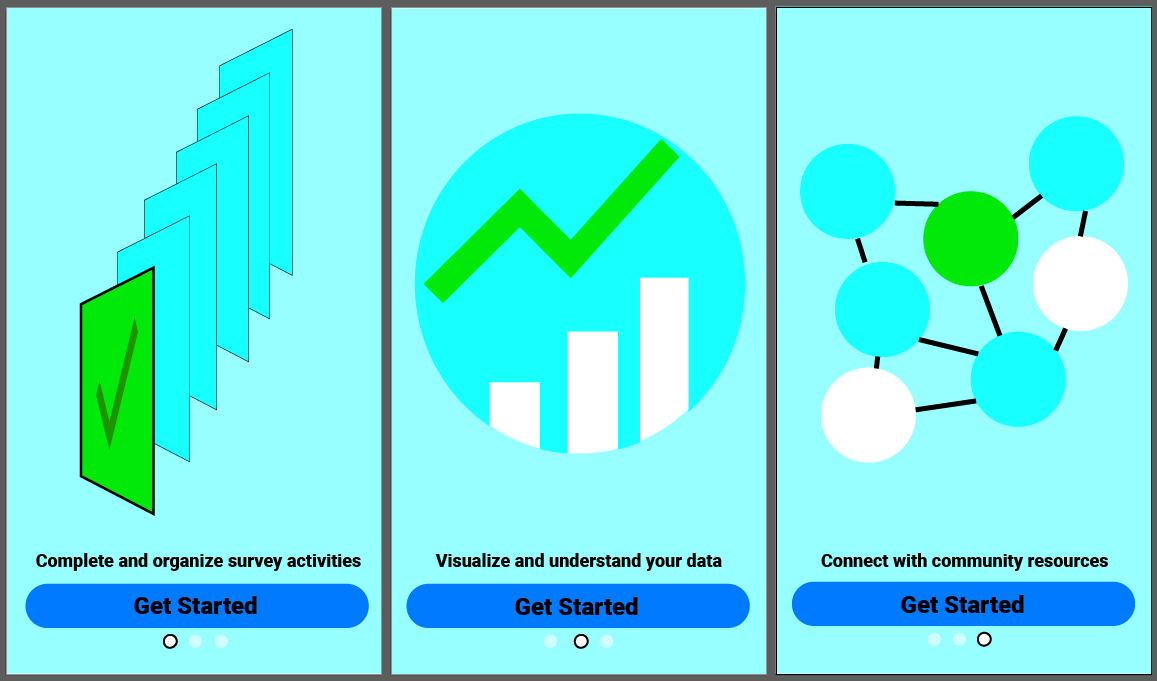 Complete and organize survey activities
Get Started
Visualize and understand your data
Get Started
Connect with community resources
Get Started